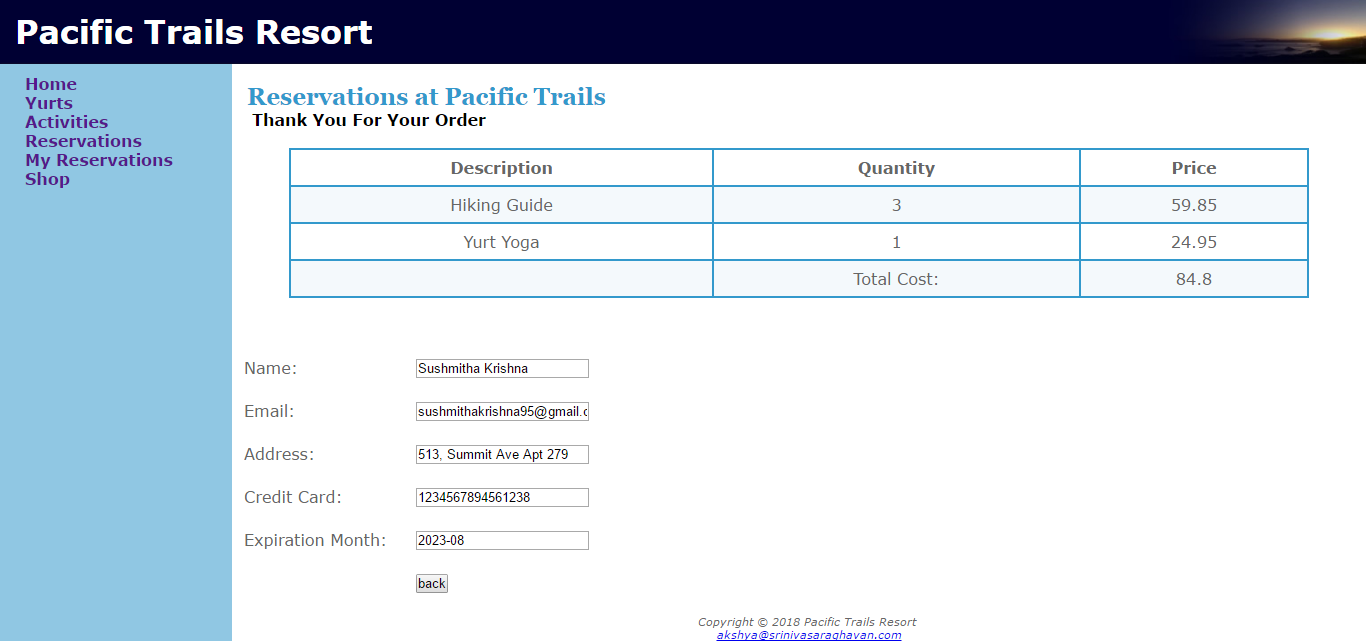 Pacific Trails Resort
Home
Yurts
Activities
Reservations
My Reservations
Shop
Reservations at Pacific Trails
Thank You For Your Order
Description Quantity Price
Hiking Guide 3 59.85
Yurt Yoga 1 24.95
Total Cost: 84.8
Name: Sushmitha Krishna
Email: sushmithakrishna95@gmail.c
Address: 513, Summit Ave Apt 279
Credit Card: 1234567894561238
Expiration Month: 2023-08
back
Copyright © 2018 Pacific Trails Resort
akshya@srinivasaraghavan.com